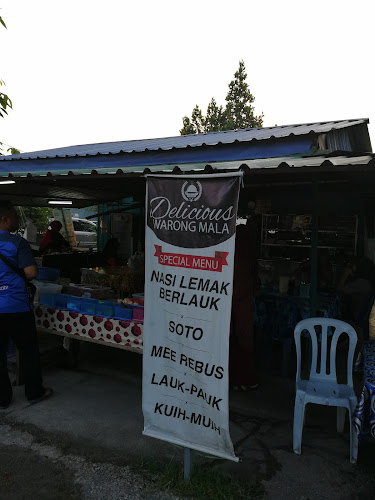 Delicious
WARONG MALA
SPECIAL MENU
NASI LEMAK
BERLAUK
SOTO
MEE REBUS
LAUK-PAUK
KUIH-MUIH